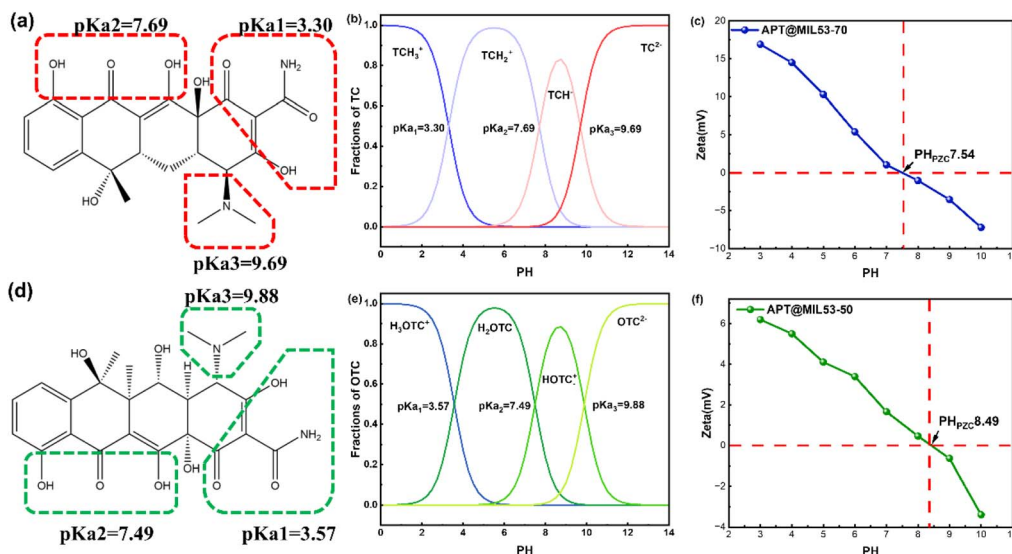 (a)
pKa2=7.69
pKa1=3.30
OH
O
OH
OH
O
NH₂
O
OH
HO
N
pKa3=9.69
(b)
TCH₃⁺
TCH₂⁺
TCH⁻
TC²⁻
pKa₁=3.30
pKa₂=7.69
pKa₃=9.69
Fractions of TC
1.0
0.8
0.6
0.4
0.2
0.0
0 2 4 6 8 10 12 14
PH
(c)
APT@MIL53-70
PHPZC7.54
Zeta(mV)
15
10
5
0
-5
-10
2 3 4 5 6 7 8 9 10
PH
(d)
pKa3=9.88
N
HO
OH
H
OH
NH₂
OH
O
OH
HO
O
O
pKa2=7.49
pKa1=3.57
(e)
H₃OTC⁺
H₂OTC
HOTC
OTC²⁻
pKa₁=3.57
pKa₂=7.49
pKa₃=9.88
Fractions of OTC
1.0
0.8
0.6
0.4
0.2
0.0
0 2 4 6 8 10 12 14
PH
(f)
APT@MIL53-50
PHPZC8.49
Zeta(mV)
6
4
2
0
-2
-4
2 3 4 5 6 7 8 9 10
PH